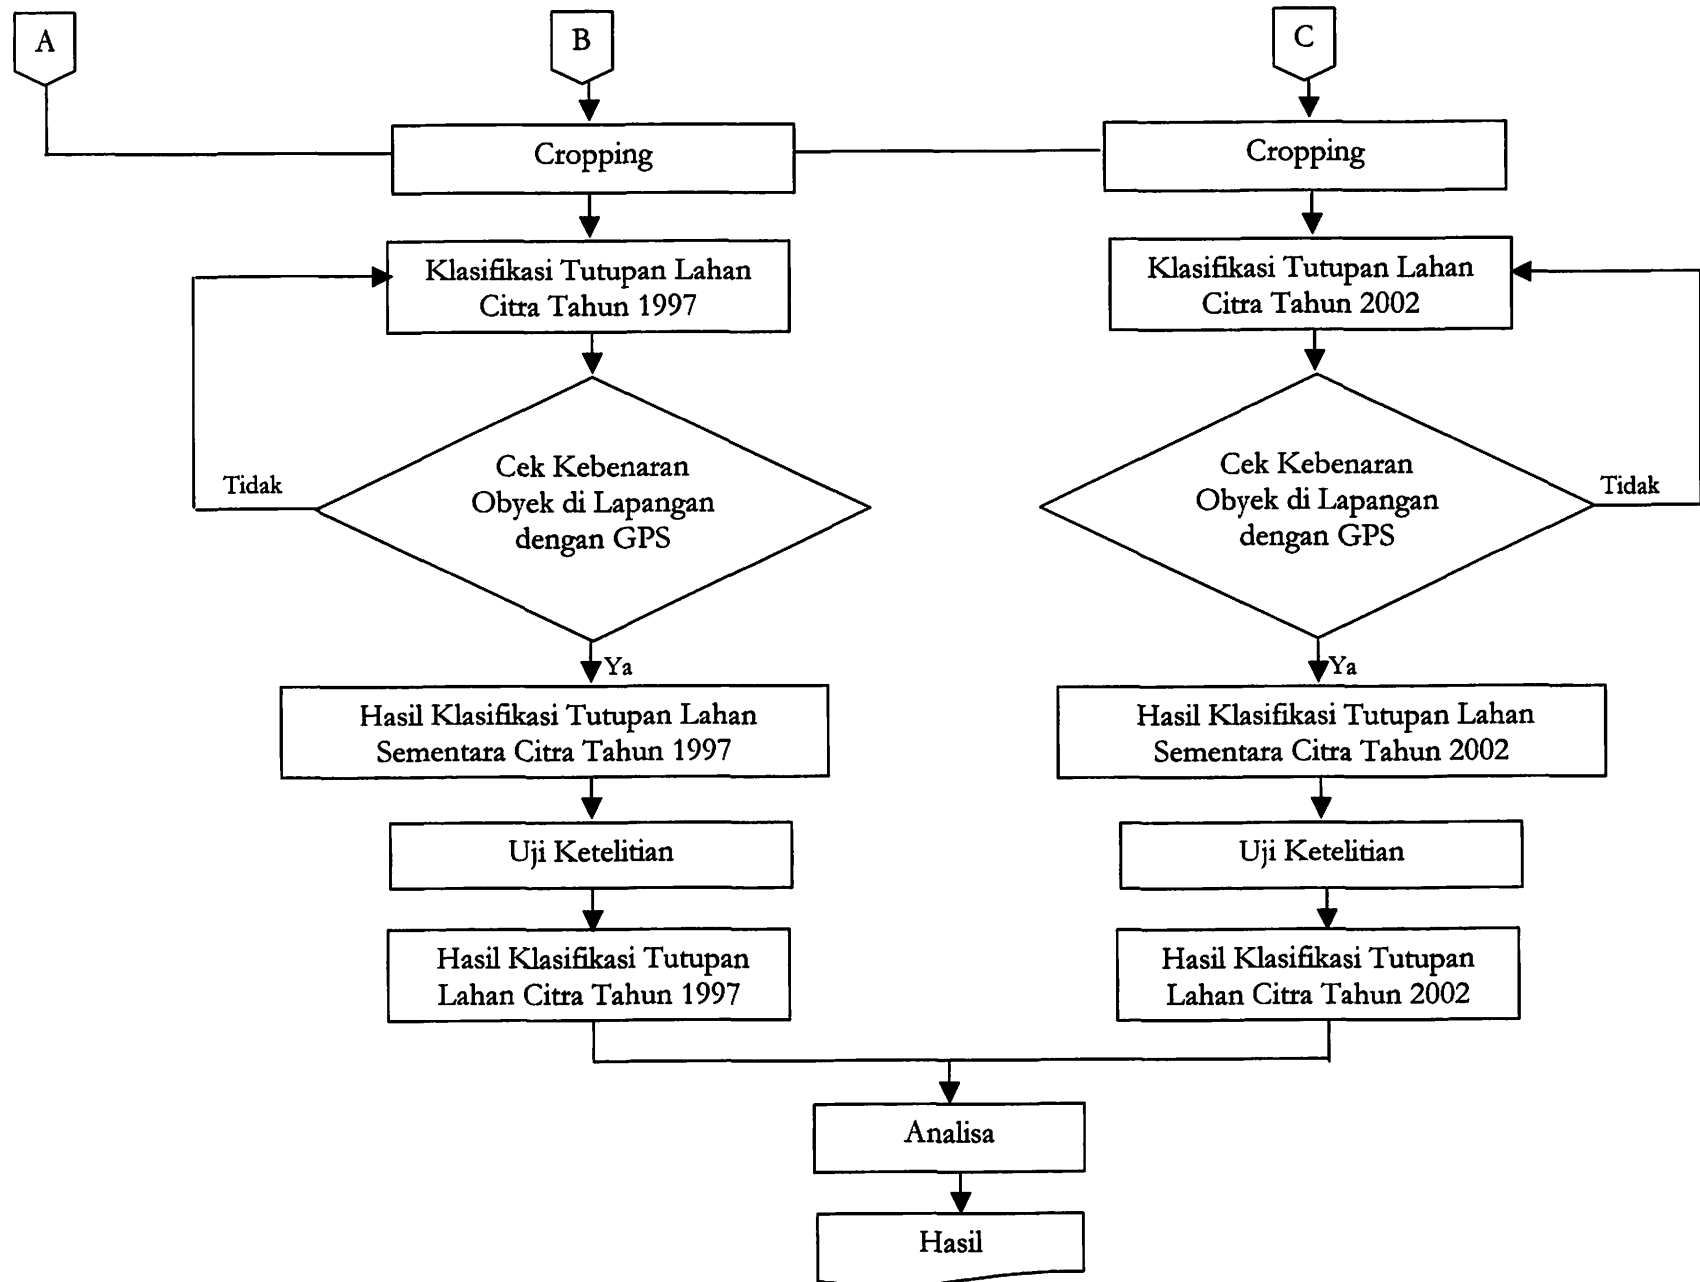 A
B
C
Cropping
Cropping
Klasifikasi Tutupan Lahan
Citra Tahun 1997
Klasifikasi Tutupan Lahan
Citra Tahun 2002
Cek Kebenaran
Obyek di Lapangan
dengan GPS
Tidak
Cek Kebenaran
Obyek di Lapangan
dengan GPS
Tidak
Ya
Ya
Hasil Klasifikasi Tutupan Lahan
Sementara Citra Tahun 1997
Hasil Klasifikasi Tutupan Lahan
Sementara Citra Tahun 2002
Uji Ketelitian
Uji Ketelitian
Hasil Klasifikasi Tutupan
Lahan Citra Tahun 1997
Hasil Klasifikasi Tutupan
Lahan Citra Tahun 2002
Analisa
Hasil